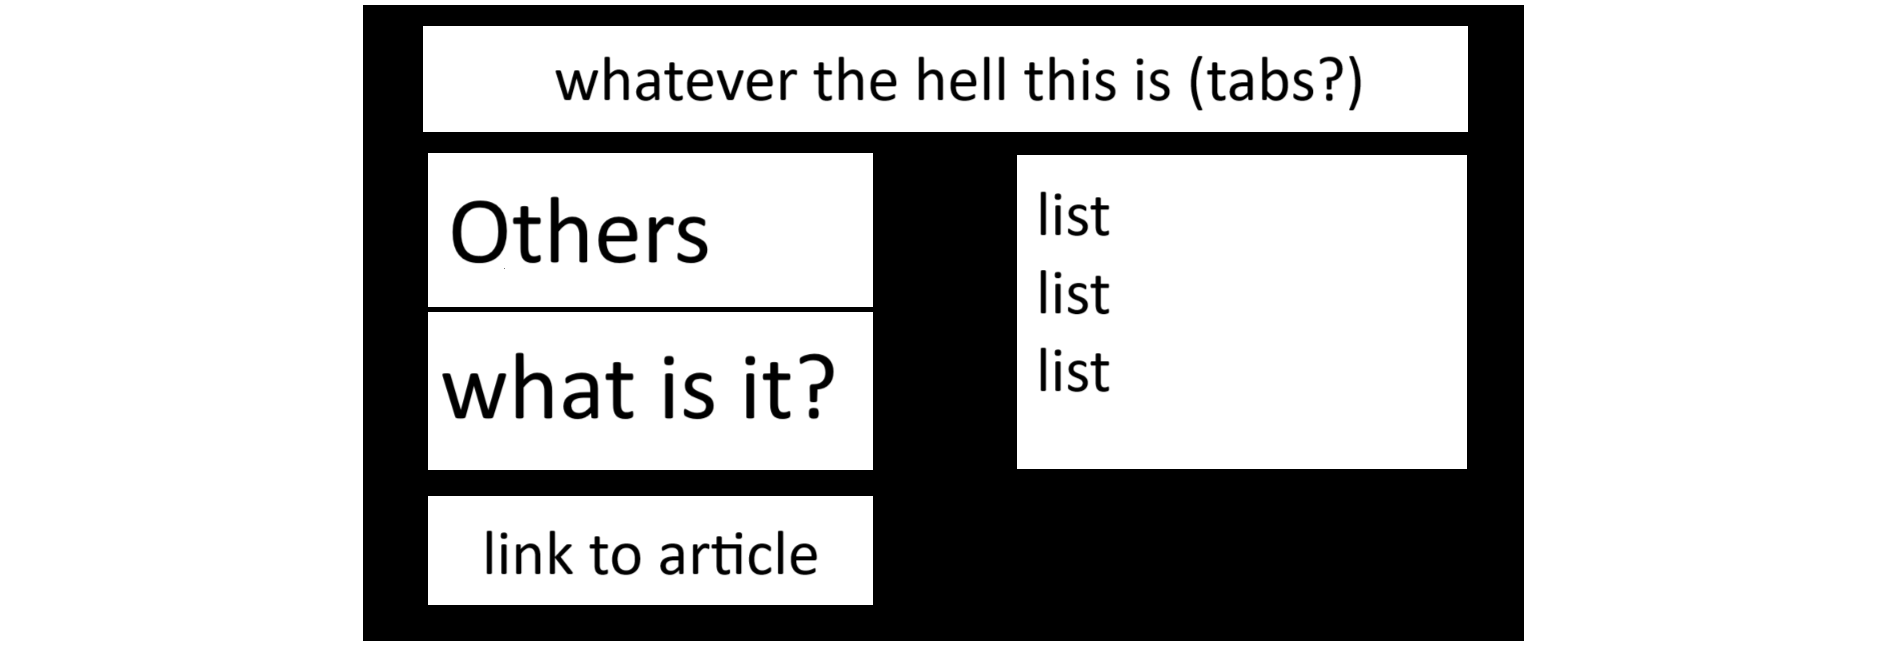 whatever the hell this is (tabs?)
Others
what is it?
link to article
list
list
list